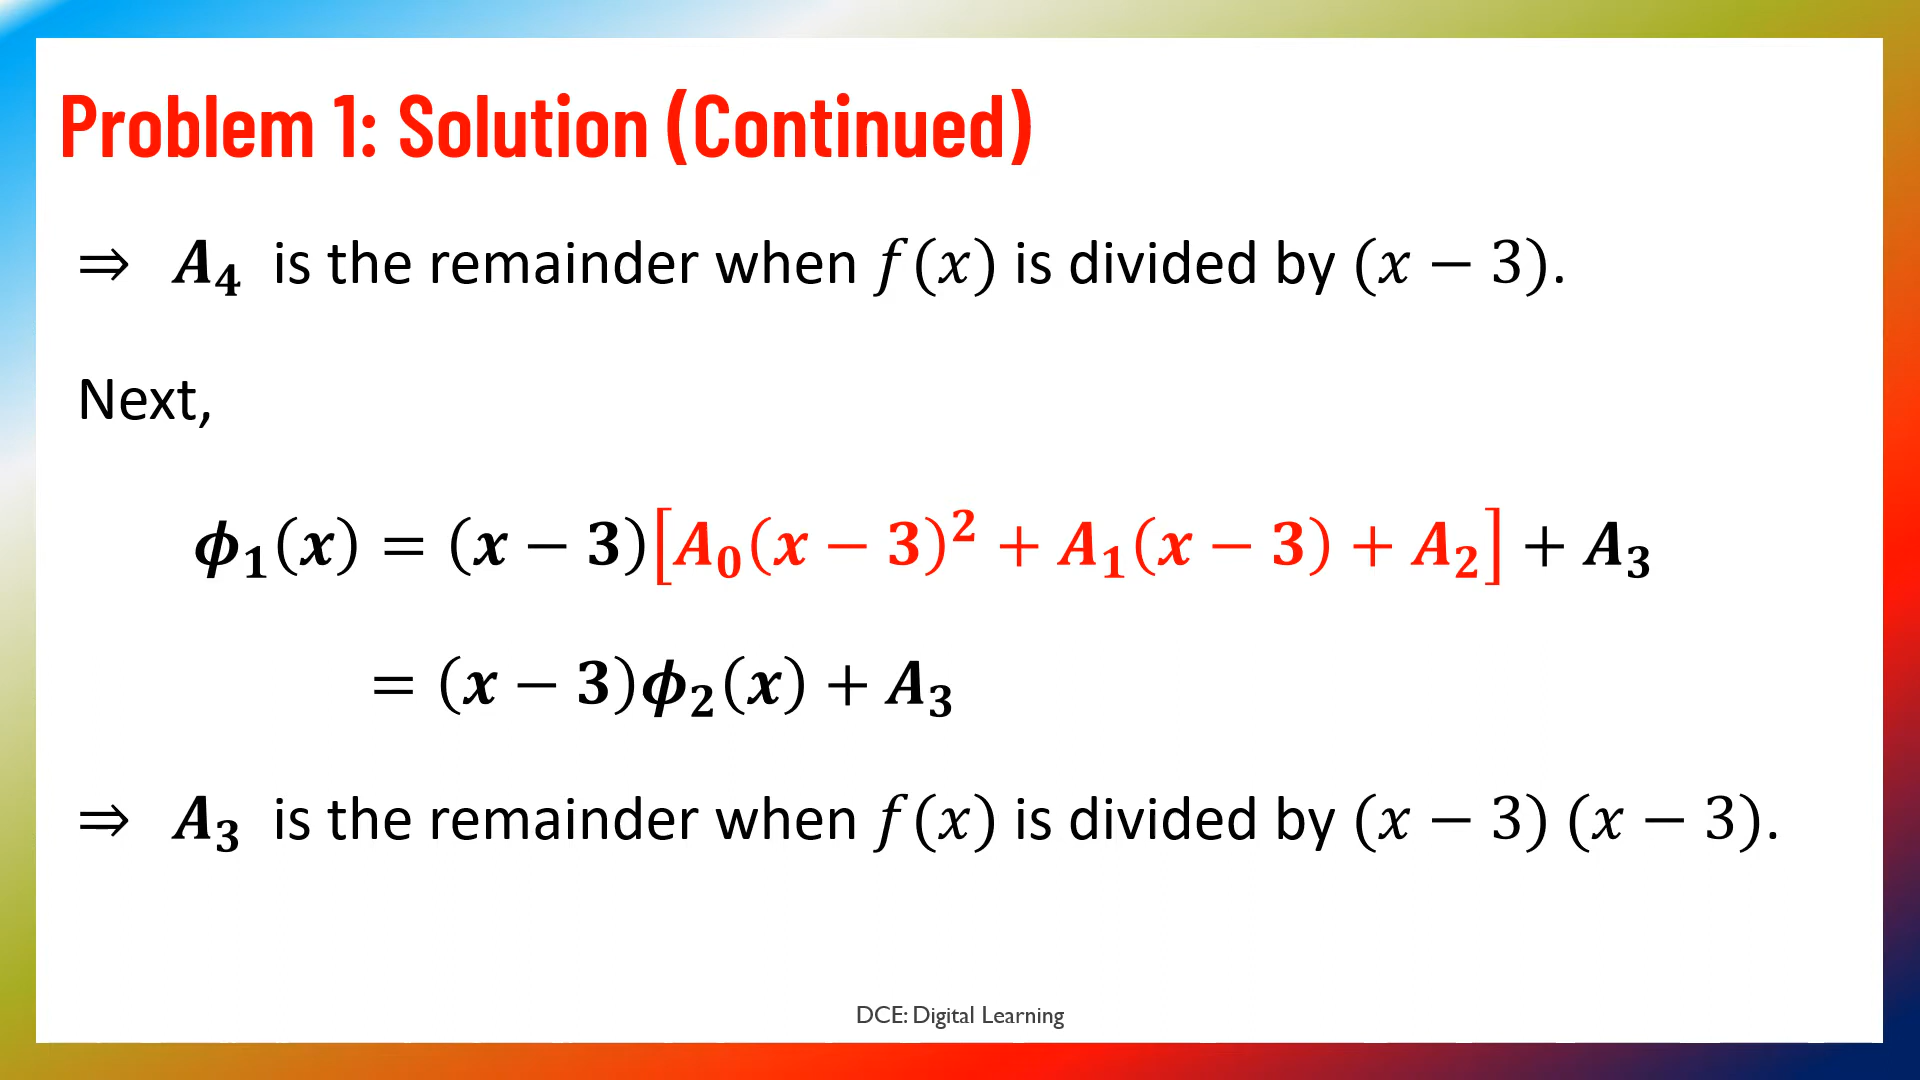 Problem 1: Solution (Continued)
⇒ A₄ is the remainder when f(x) is divided by (x − 3).
Next,
ϕ₁(x) = (x − 3)[A₀(x − 3)² + A₁(x − 3) + A₂] + A₃
= (x − 3)ϕ₂(x) + A₃
⇒ A₃ is the remainder when f(x) is divided by (x − 3) (x − 3).
DCE: Digital Learning